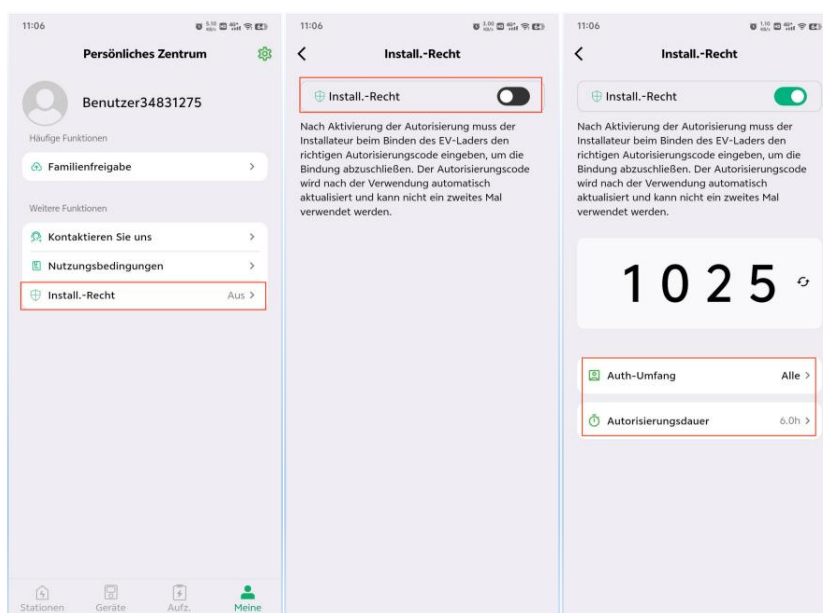 11:06
Persönliches Zentrum
Benutzer34831275
Häufige Funktionen
Familienfreigabe
Weitere Funktionen
Kontaktieren Sie uns
Nutzungsbedingungen
Install.-Recht Aus
Stationen Geräte Aufz. Meine
11:06
Install.-Recht
Install.-Recht
Nach Aktivierung der Autorisierung muss der
Installateur beim Binden des EV-Laders den
richtigen Autorisierungscode eingeben, um die
Bindung abzuschließen. Der Autorisierungscode
wird nach der Verwendung automatisch
aktualisiert und kann nicht ein zweites Mal
verwendet werden.
11:06
Install.-Recht
Install.-Recht
Nach Aktivierung der Autorisierung muss der
Installateur beim Binden des EV-Laders den
richtigen Autorisierungscode eingeben, um die
Bindung abzuschließen. Der Autorisierungscode
wird nach der Verwendung automatisch
aktualisiert und kann nicht ein zweites Mal
verwendet werden.
1025
Auth-Umfang Alle
Autorisierungsdauer 6.0h